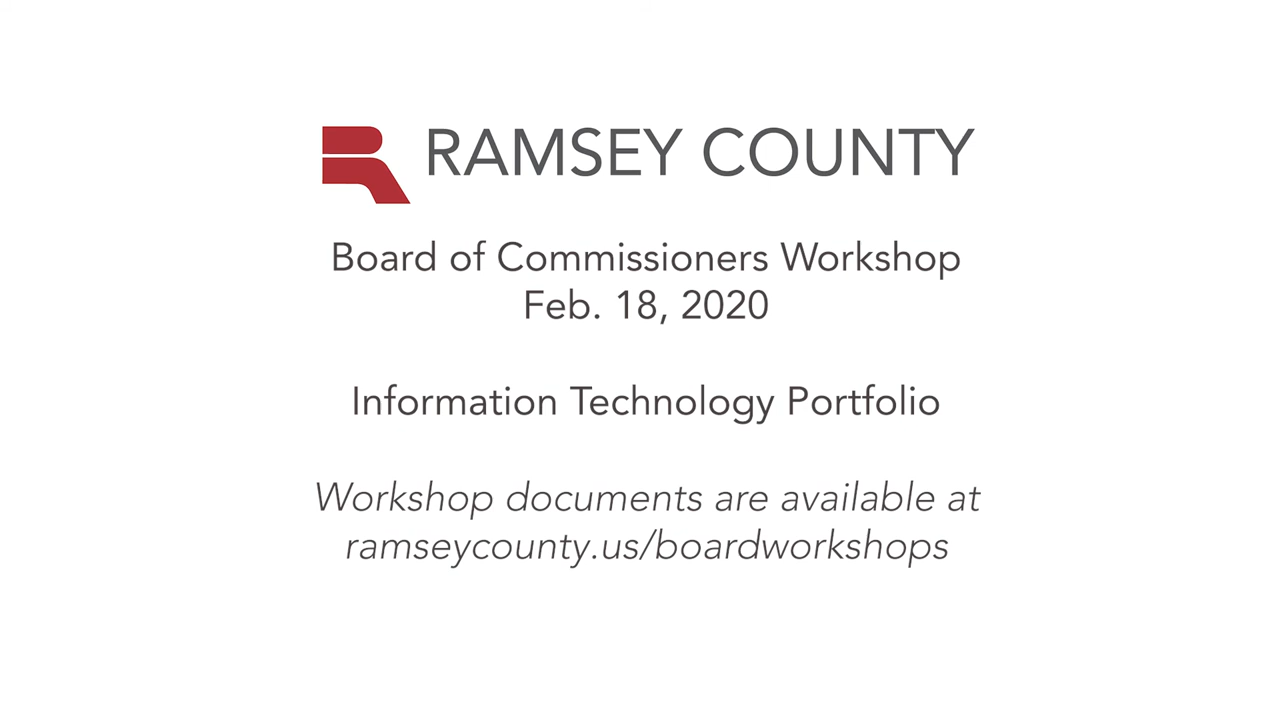 RAMSEY COUNTY
Board of Commissioners Workshop
Feb. 18, 2020
Information Technology Portfolio
Workshop documents are available at
ramseycounty.us/boardworkshops